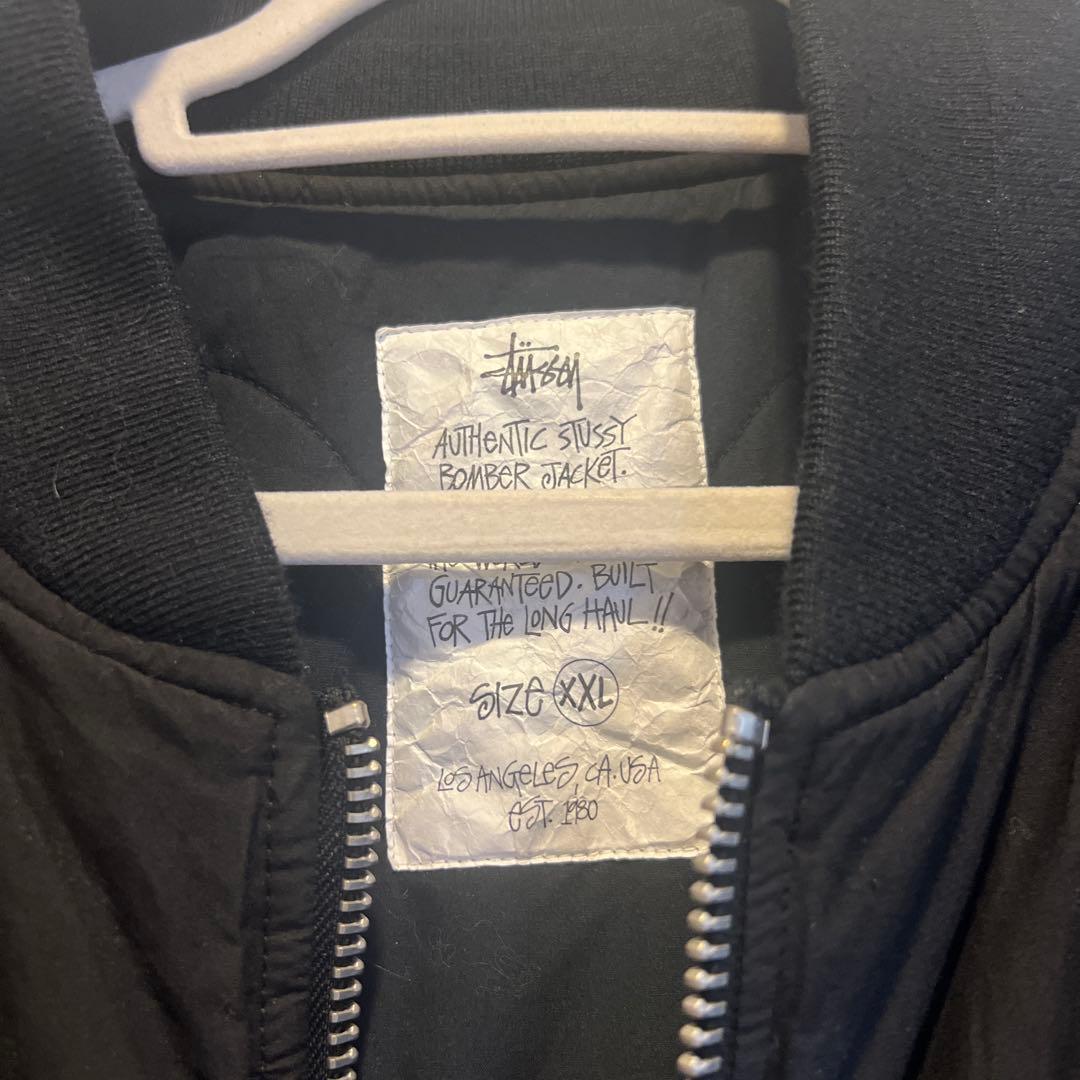 Stüssy
AUTHENTIC STUSSY
BOMBER JACKET.
GUARANTEED. BUILT
FOR THE LONG HAUL!!
SIZE XXL
LOS ANGELES, CA. USA
EST. 1980